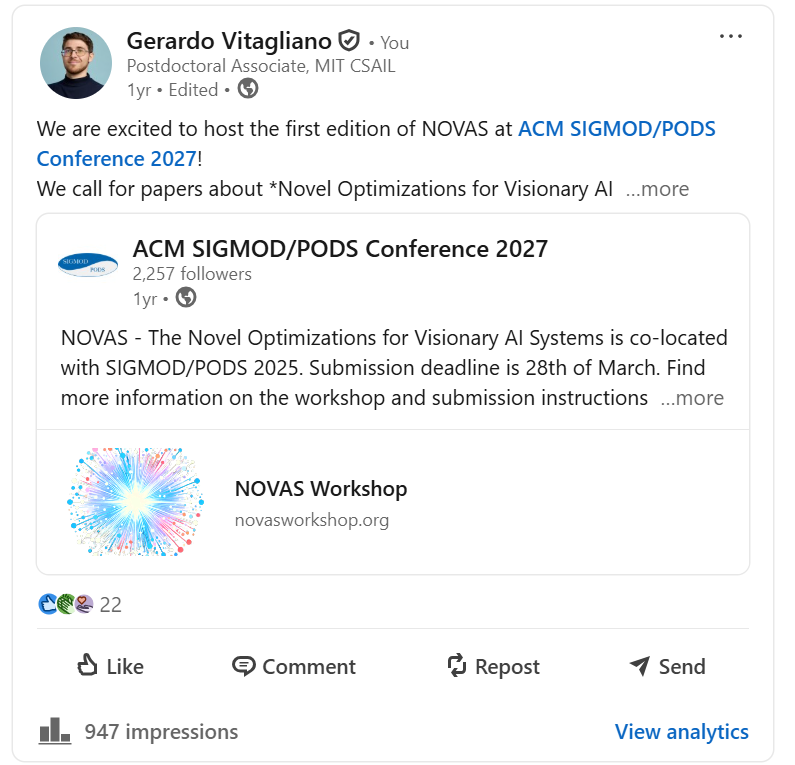 Gerardo Vitagliano • You
Postdoctoral Associate, MIT CSAIL
1yr • Edited •
We are excited to host the first edition of NOVAS at ACM SIGMOD/PODS
Conference 2027!
We call for papers about *Novel Optimizations for Visionary AI ...more
SIGMOD
PODS
ACM SIGMOD/PODS Conference 2027
2,257 followers
1yr •
NOVAS - The Novel Optimizations for Visionary AI Systems is co-located
with SIGMOD/PODS 2025. Submission deadline is 28th of March. Find
more information on the workshop and submission instructions ...more
NOVAS Workshop
novasworkshop.org
22
Like Comment Repost Send
947 impressions View analytics